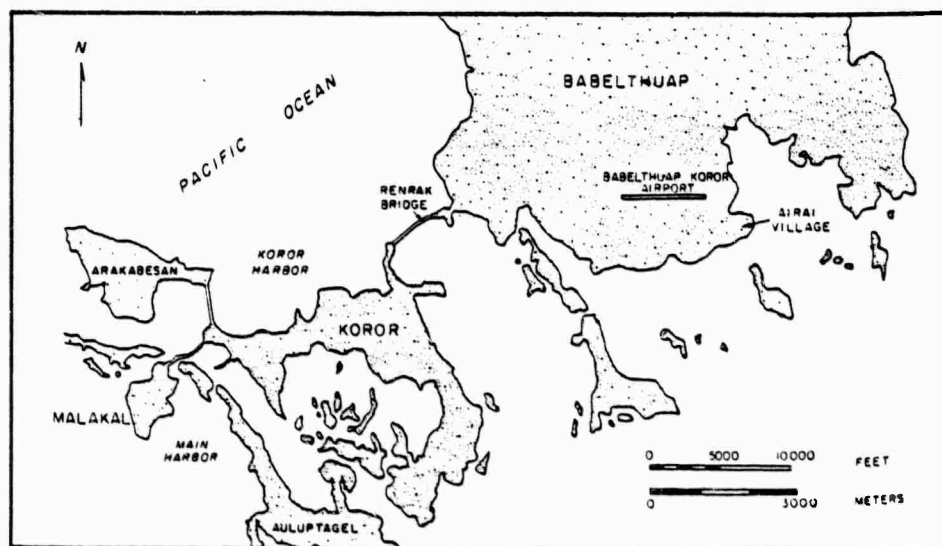 N
PACIFIC OCEAN
BABELTHUAP
BABELTHUAP KOROR
AIRPORT
RENRAK
BRIDGE
AIRAI
VILLAGE
KOROR
HARBOR
ARAKABESAN
KOROR
MALAKAL
MAIN
HARBOR
AULUPTAGEL
0 5000 10000 FEET
0 3000 METERS